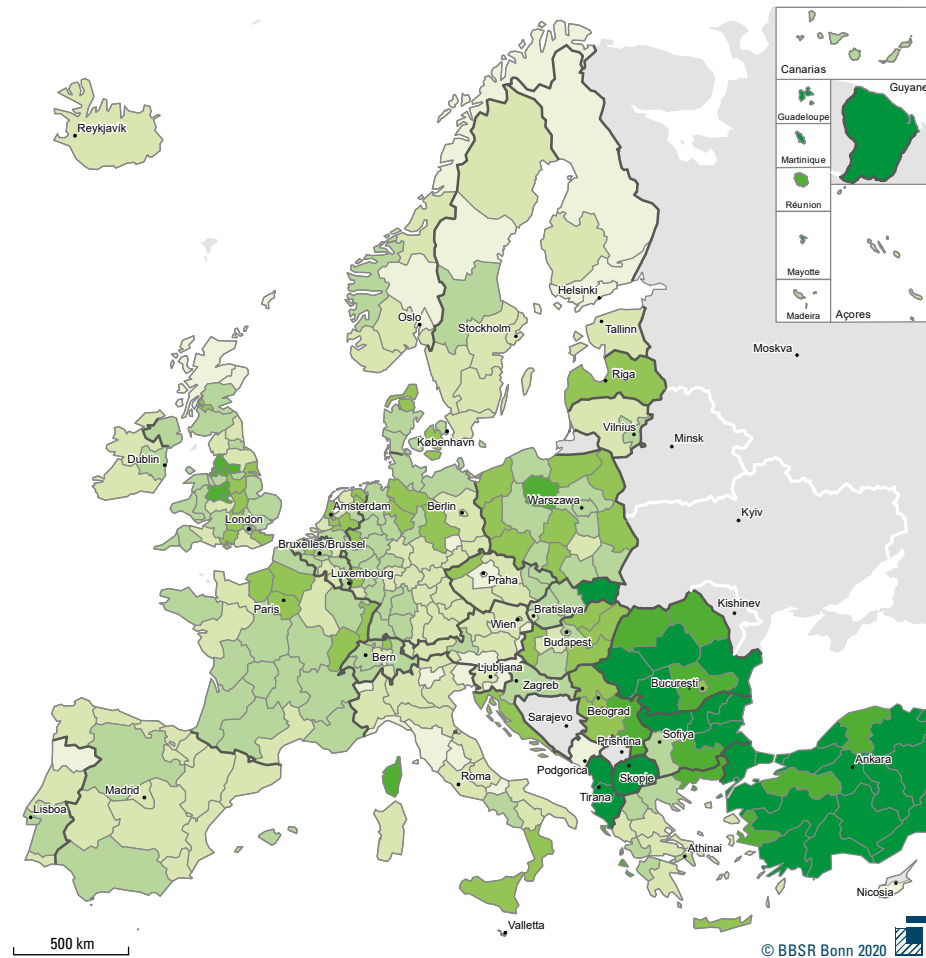 Canarias
Guyane
Guadeloupe
Martinique
Réunion
Mayotte
Madeira
Açores
Reykjavík
Helsinki
Oslo
Stockholm
Tallinn
Moskva
Riga
Vilnius
Minsk
København
Dublin
London
Amsterdam
Berlin
Warszawa
Kyiv
Bruxelles/Brussel
Luxembourg
Praha
Paris
Kishinev
Bratislava
Wien
Budapest
Bern
Ljubljana
Zagreb
Bucureşti
Beograd
Sarajevo
Prishtina
Sofiya
Podgorica
Skopje
Ankara
Roma
Tirana
Madrid
Lisboa
Athinai
Nicosia
Valletta
500 km
© BBSR Bonn 2020